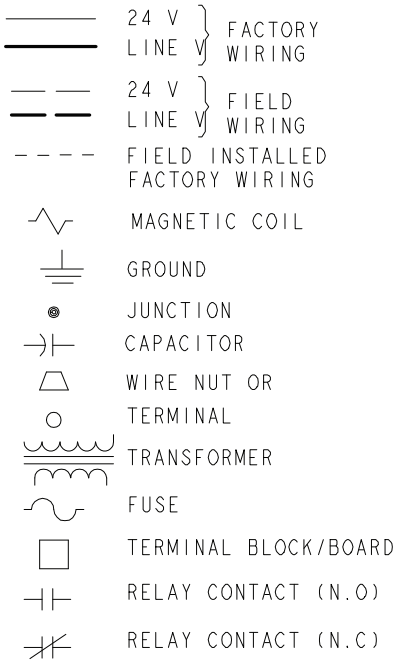 24 V
LINE V
FACTORY
WIRING
24 V
LINE V
FIELD
WIRING
FIELD INSTALLED
FACTORY WIRING
MAGNETIC COIL
GROUND
JUNCTION
CAPACITOR
WIRE NUT OR
TERMINAL
TRANSFORMER
FUSE
TERMINAL BLOCK/BOARD
RELAY CONTACT (N.O)
RELAY CONTACT (N.C)